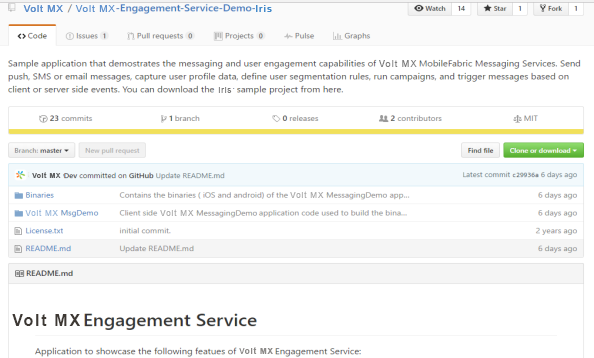 Volt MX / Volt MX-Engagement-Service-Demo-Iris Watch 14 Star 1 Fork 1
Code Issues 1 Pull requests 0 Projects 0 Pulse Graphs
Sample application that demostrates the messaging and user engagement capabilities of Volt MX MobileFabric Messaging Services. Send
push, SMS or email messages, capture user profile data, define user segmentation rules, run campaigns, and trigger messages based on
client or server side events. You can download the Iris sample project from here.
23 commits 1 branch 0 releases 2 contributors MIT
Branch: master New pull request Find file Clone or download
Volt MX Dev committed on GitHub Update README.md Latest commit c29936a 6 days ago
Binaries Contains the binaries ( iOS and android) of the Volt MX MessagingDemo app... 6 days ago
Volt MX MsgDemo Client side Volt MX MessagingDemo application code used to build the bina... 6 days ago
License.txt initial commit. 2 years ago
README.md Update README.md 6 days ago
README.md
Volt MX Engagement Service
Application to showcase the following featues of Volt MX Engagement Service: